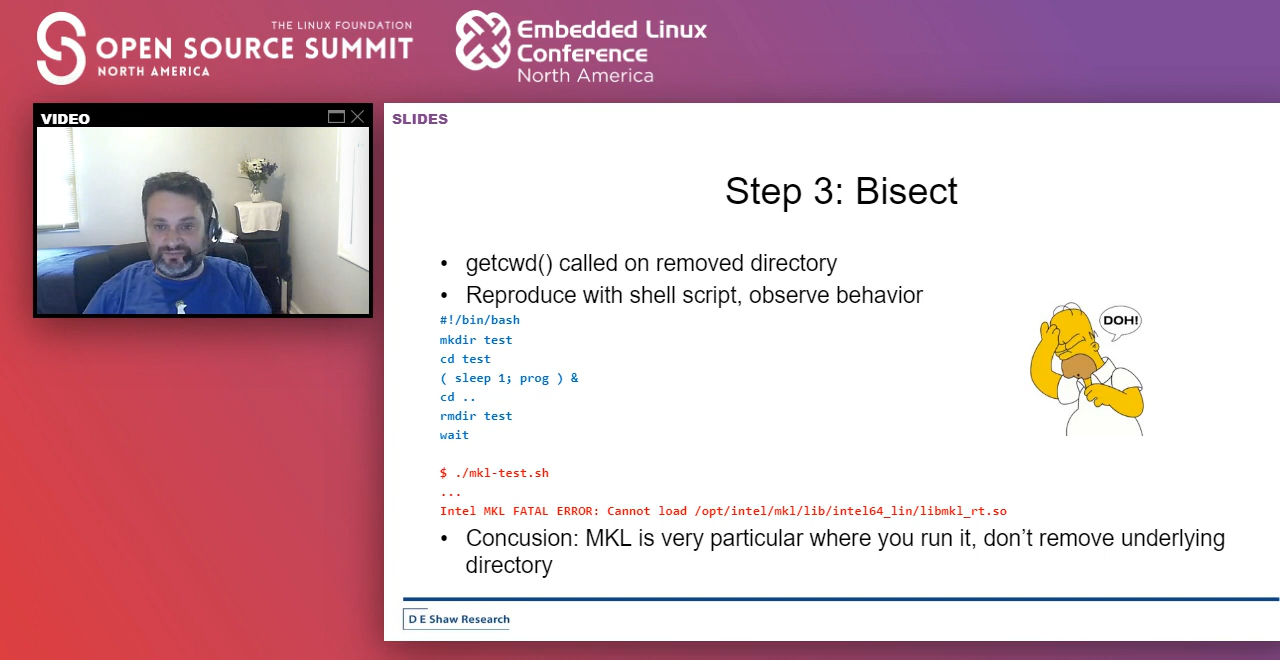 THE LINUX FOUNDATION
OPEN SOURCE SUMMIT
NORTH AMERICA
Embedded Linux
Conference
North America
VIDEO
SLIDES
Step 3: Bisect
• getcwd() called on removed directory
• Reproduce with shell script, observe behavior
#!/bin/bash
mkdir test
cd test
( sleep 1; prog ) &
cd ..
rmdir test
wait
DOH!
$ ./mkl-test.sh
...
Intel MKL FATAL ERROR: Cannot load /opt/intel/mkl/lib/intel64_lin/libmkl_rt.so
• Concusion: MKL is very particular where you run it, don’t remove underlying
directory
D E Shaw Research